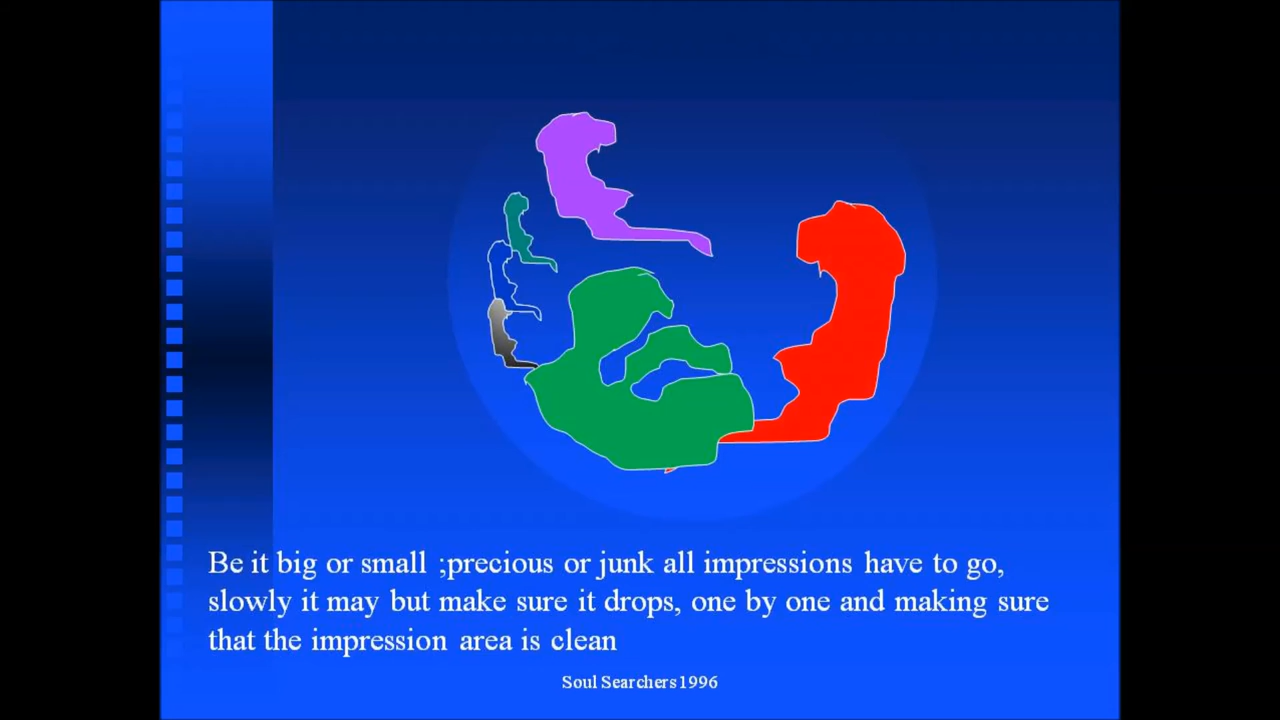 Be it big or small ;precious or junk all impressions have to go,
slowly it may but make sure it drops, one by one and making sure
that the impression area is clean
Soul Searchers1996